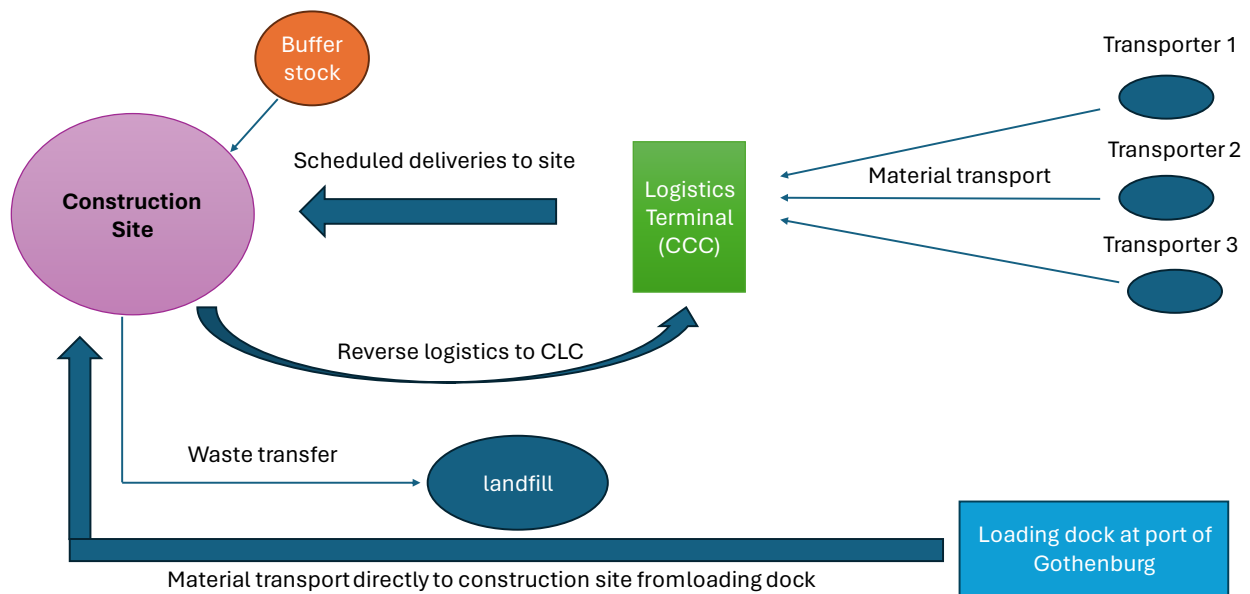 Buffer
stock
Transporter 1
Scheduled deliveries to site
Construction
Site
Logistics
Terminal
(CCC)
Material transport
Transporter 2
Transporter 3
Reverse logistics to CLC
Waste transfer
landfill
Loading dock at port of
Gothenburg
Material transport directly to construction site fromloading dock